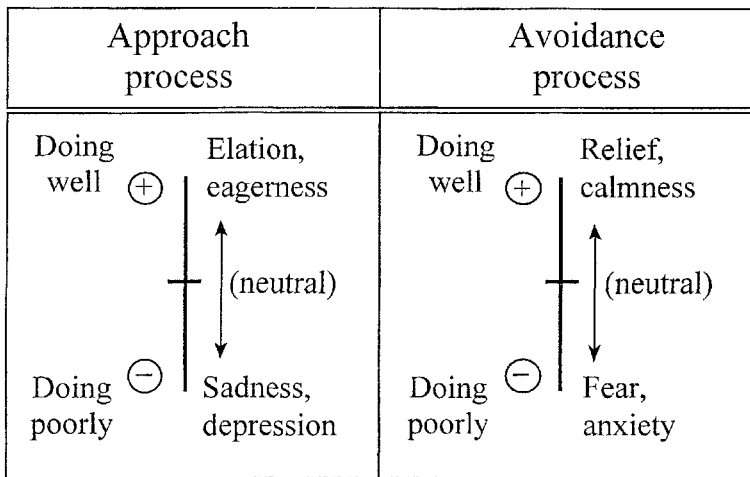 Approach
process
Avoidance
process
Doing
well
+
Elation,
eagerness
(neutral)
Doing
poorly
−
Sadness,
depression
Doing
well
+
Relief,
calmness
(neutral)
Doing
poorly
−
Fear,
anxiety